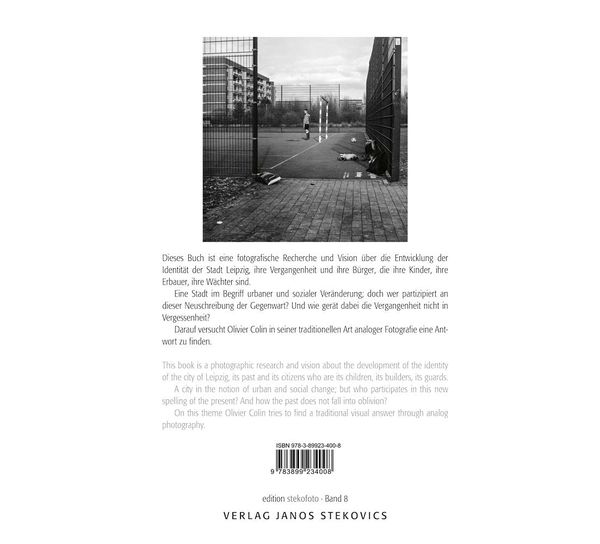 Dieses Buch ist eine fotografische Recherche und Vision über die Entwicklung der
Identität der Stadt Leipzig, ihre Vergangenheit und ihre Bürger, die ihre Kinder, ihre
Erbauer, ihre Wächter sind.
Eine Stadt im Begriff urbaner und sozialer Veränderung; doch wer partizipiert an
dieser Neuschreibung der Gegenwart? Und wie gerät dabei die Vergangenheit nicht in
Vergessenheit?
Darauf versucht Olivier Colin in seiner traditionellen Art analoger Fotografie eine Ant-
wort zu finden.
This book is a photographic research and vision about the development of the identity
of the city of Leipzig, its past and its citizens who are its children, its builders, its guards.
A city in the notion of urban and social change; but who participates in this new
spelling of the present? And how the past does not fall into oblivion?
On this theme Olivier Colin tries to find a traditional visual answer through analog
photography.
ISBN 978-3-89923-400-8
9 783899 234008
edition stekofoto · Band 8
VERLAG JANOS STEKOVICS